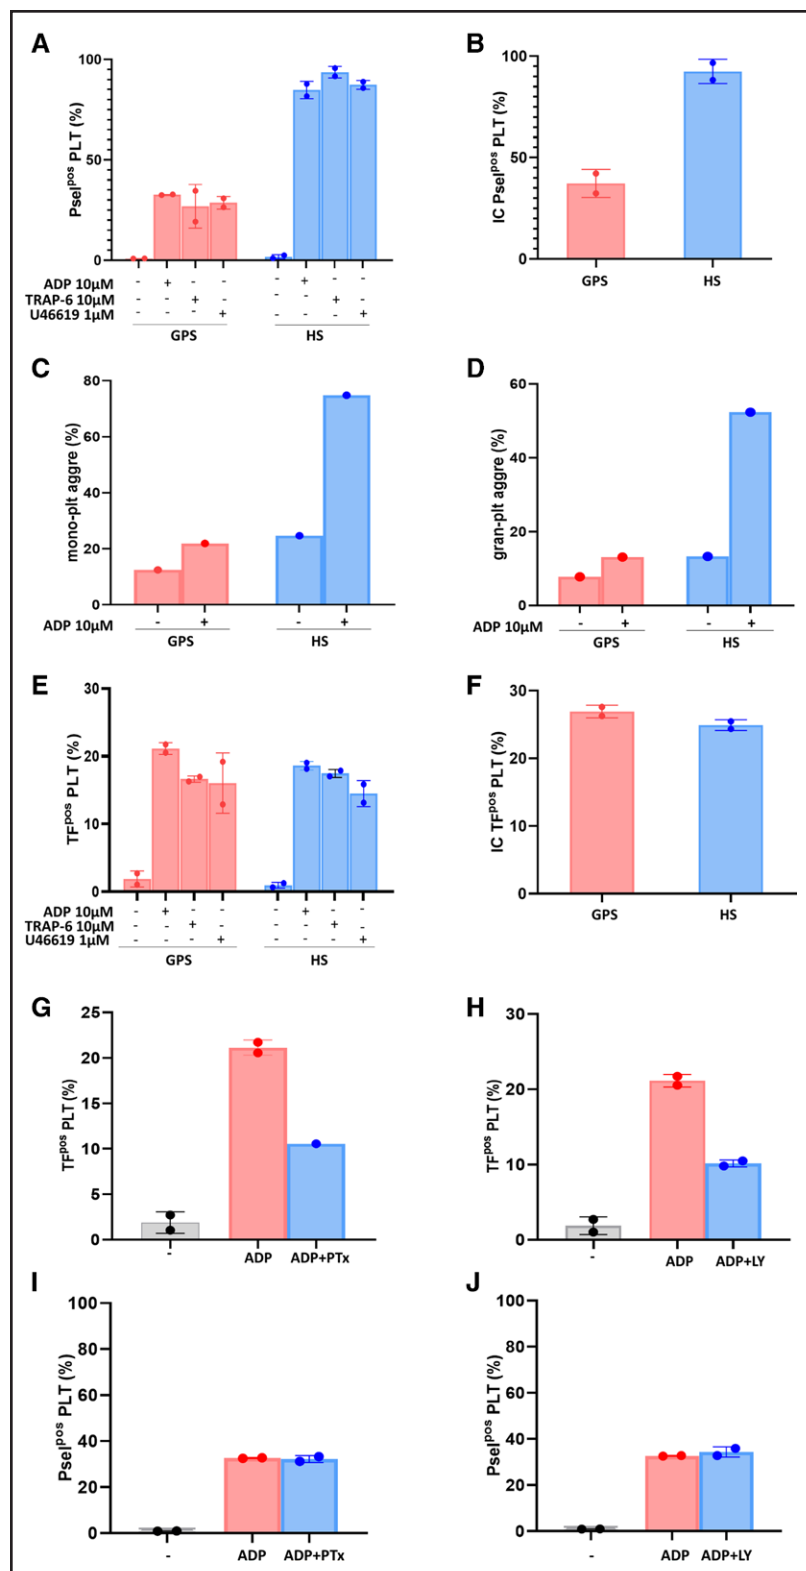 A
Pselᵖᵒˢ PLT (%)
100
50
0
ADP 10µM - + - - - + - -
TRAP-6 10µM - - + - - - + -
U46619 1µM - - - + - - - +
GPS HS
B
IC Pselᵖᵒˢ PLT (%)
100
50
0
GPS HS
C
mono-plt aggre (%)
80
60
40
20
0
ADP 10µM - + - +
GPS HS
D
gran-plt aggre (%)
60
40
20
0
ADP 10µM - + - +
GPS HS
E
TFᵖᵒˢ PLT (%)
30
20
10
0
ADP 10µM - + - - - + - -
TRAP-6 10µM - - + - - - + -
U46619 1µM - - - + - - - +
GPS HS
F
IC TFᵖᵒˢ PLT (%)
30
20
10
0
GPS HS
G
TFᵖᵒˢ PLT (%)
25
20
15
10
5
0
- ADP ADP+PTx
H
TFᵖᵒˢ PLT (%)
30
20
10
0
- ADP ADP+LY
I
Pselᵖᵒˢ PLT (%)
100
80
60
40
20
0
- ADP ADP+PTx
J
Pselᵖᵒˢ PLT (%)
100
80
60
40
20
0
- ADP ADP+LY